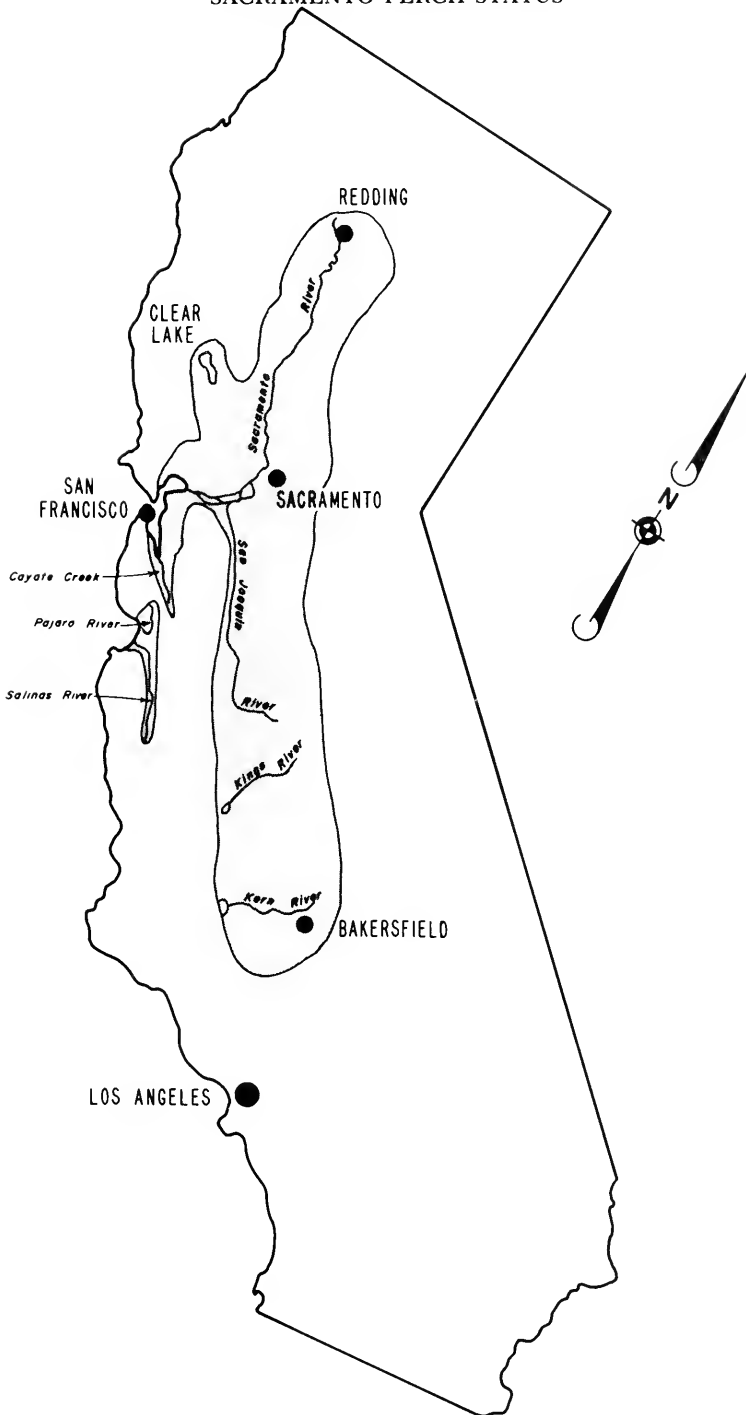 SACRAMENTO PERCH STATUS
REDDING
CLEAR
LAKE
River
Sacramento
SAN
FRANCISCO
SACRAMENTO
Cayote Creek
San Joaquin
Pajaro River
Salinas River
River
Kings River
Kern River
BAKERSFIELD
LOS ANGELES
N